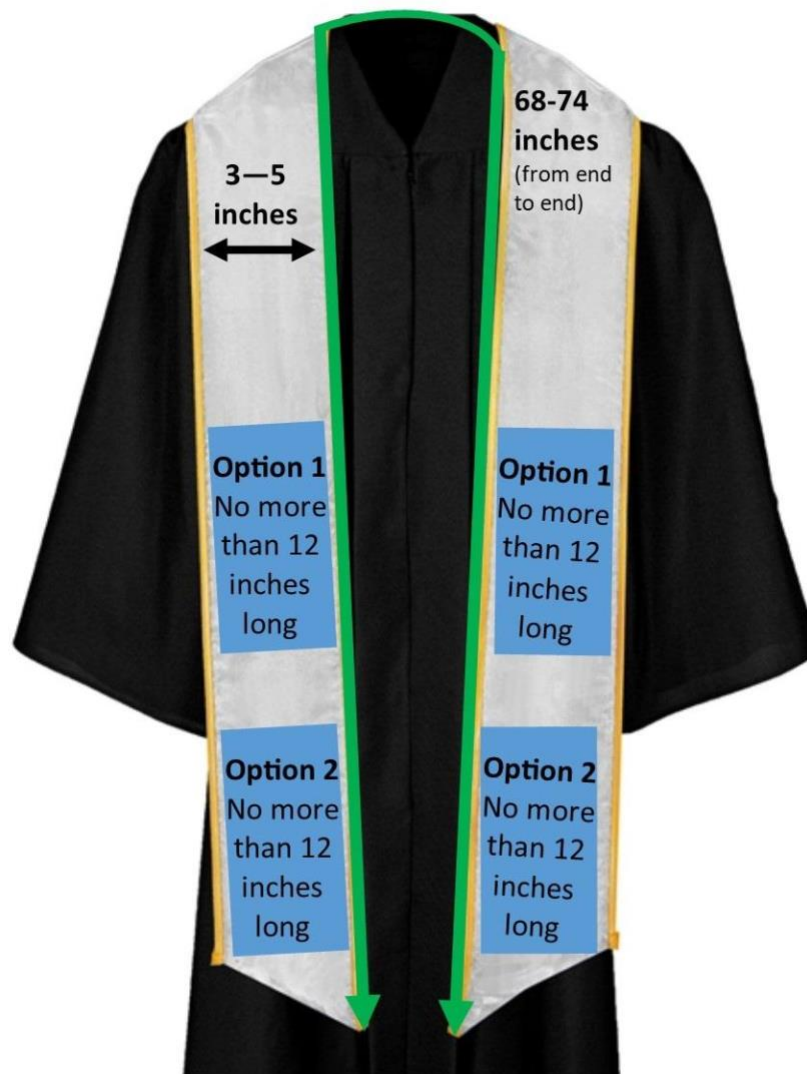 3—5
inches
68-74
inches
(from end
to end)
Option 1
No more
than 12
inches
long
Option 1
No more
than 12
inches
long
Option 2
No more
than 12
inches
long
Option 2
No more
than 12
inches
long